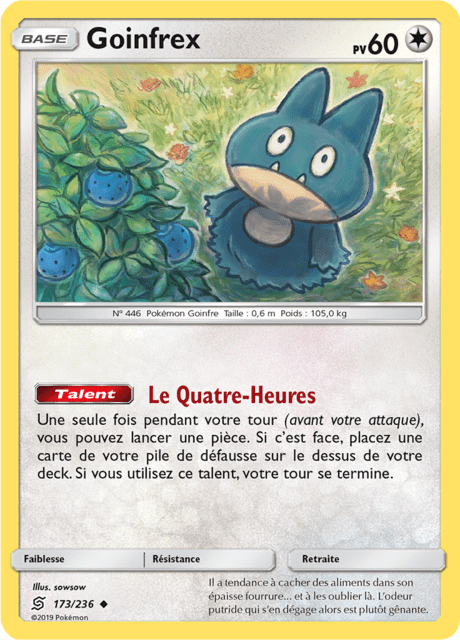 BASE Goinfrex PV60
N° 446 Pokémon Goinfre Taille : 0,6 m Poids : 105,0 kg
Talent Le Quatre-Heures
Une seule fois pendant votre tour (avant votre attaque),
vous pouvez lancer une pièce. Si c'est face, placez une
carte de votre pile de défausse sur le dessus de votre
deck. Si vous utilisez ce talent, votre tour se termine.
Faiblesse Résistance Retraite
Illus. sowsow
173/236
©2019 Pokémon
Il a tendance à cacher des aliments dans son
épaisse fourrure... et à les oublier là. L'odeur
putride qui s'en dégage alors est plutôt gênante.